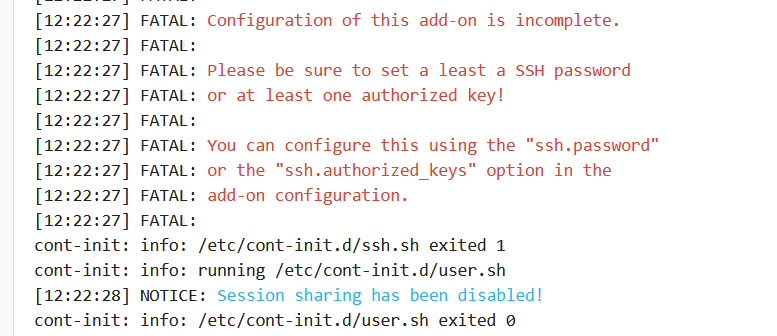 [12:22:27] FATAL: Configuration of this add-on is incomplete.
[12:22:27] FATAL:
[12:22:27] FATAL: Please be sure to set a least a SSH password
[12:22:27] FATAL: or at least one authorized key!
[12:22:27] FATAL:
[12:22:27] FATAL: You can configure this using the "ssh.password"
[12:22:27] FATAL: or the "ssh.authorized_keys" option in the
[12:22:27] FATAL: add-on configuration.
[12:22:27] FATAL:
cont-init: info: /etc/cont-init.d/ssh.sh exited 1
cont-init: info: running /etc/cont-init.d/user.sh
[12:22:28] NOTICE: Session sharing has been disabled!
cont-init: info: /etc/cont-init.d/user.sh exited 0